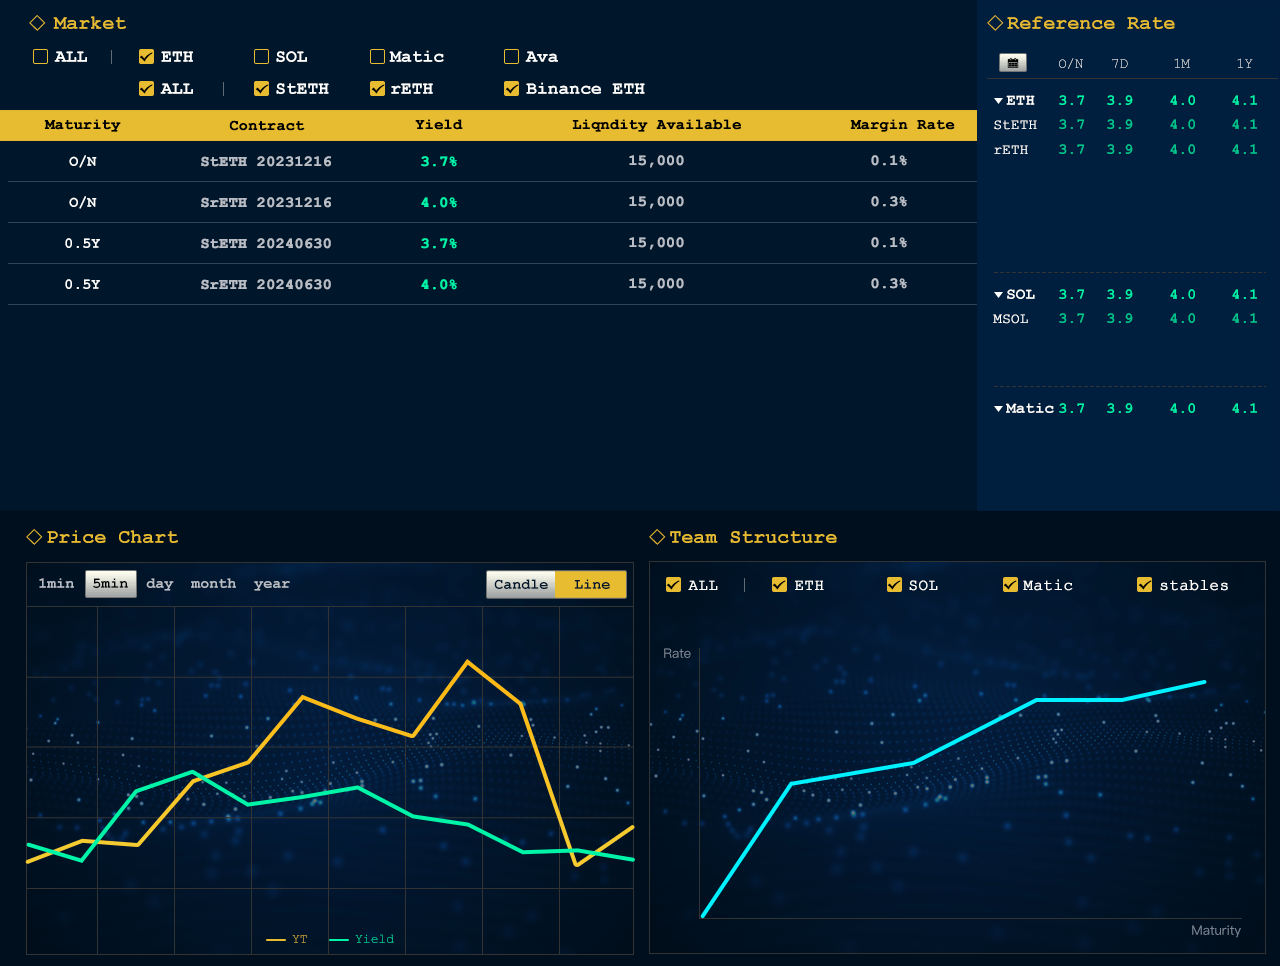 Market
ALL | ETH SOL Matic Ava
ALL | StETH rETH Binance ETH
Maturity Contract Yield Liqndity Available Margin Rate
O/N StETH 20231216 3.7% 15,000 0.1%
O/N SrETH 20231216 4.0% 15,000 0.3%
0.5Y StETH 20240630 3.7% 15,000 0.1%
0.5Y SrETH 20240630 4.0% 15,000 0.3%
Reference Rate
O/N 7D 1M 1Y
ETH 3.7 3.9 4.0 4.1
StETH 3.7 3.9 4.0 4.1
rETH 3.7 3.9 4.0 4.1
SOL 3.7 3.9 4.0 4.1
MSOL 3.7 3.9 4.0 4.1
Matic 3.7 3.9 4.0 4.1
Price Chart
1min 5min day month year Candle Line
YT Yield
Team Structure
ALL | ETH SOL Matic stables
Rate
Maturity